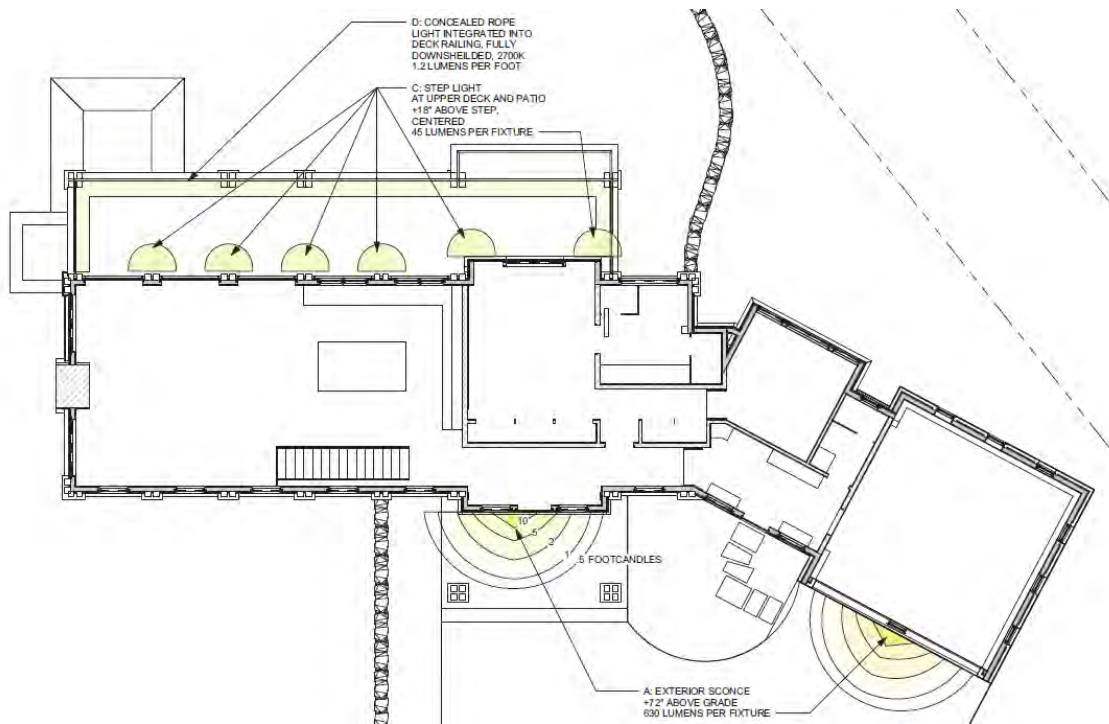 D: CONCEALED ROPE
LIGHT INTEGRATED INTO
DECK RAILING, FULLY
DOWNSHEILDED, 2700K
1.2 LUMENS PER FOOT
C: STEP LIGHT
AT UPPER DECK AND PATIO
+18" ABOVE STEP,
CENTERED
45 LUMENS PER FIXTURE
10
5
2
1
.5 FOOTCANDLES
A: EXTERIOR SCONCE
+72" ABOVE GRADE
630 LUMENS PER FIXTURE